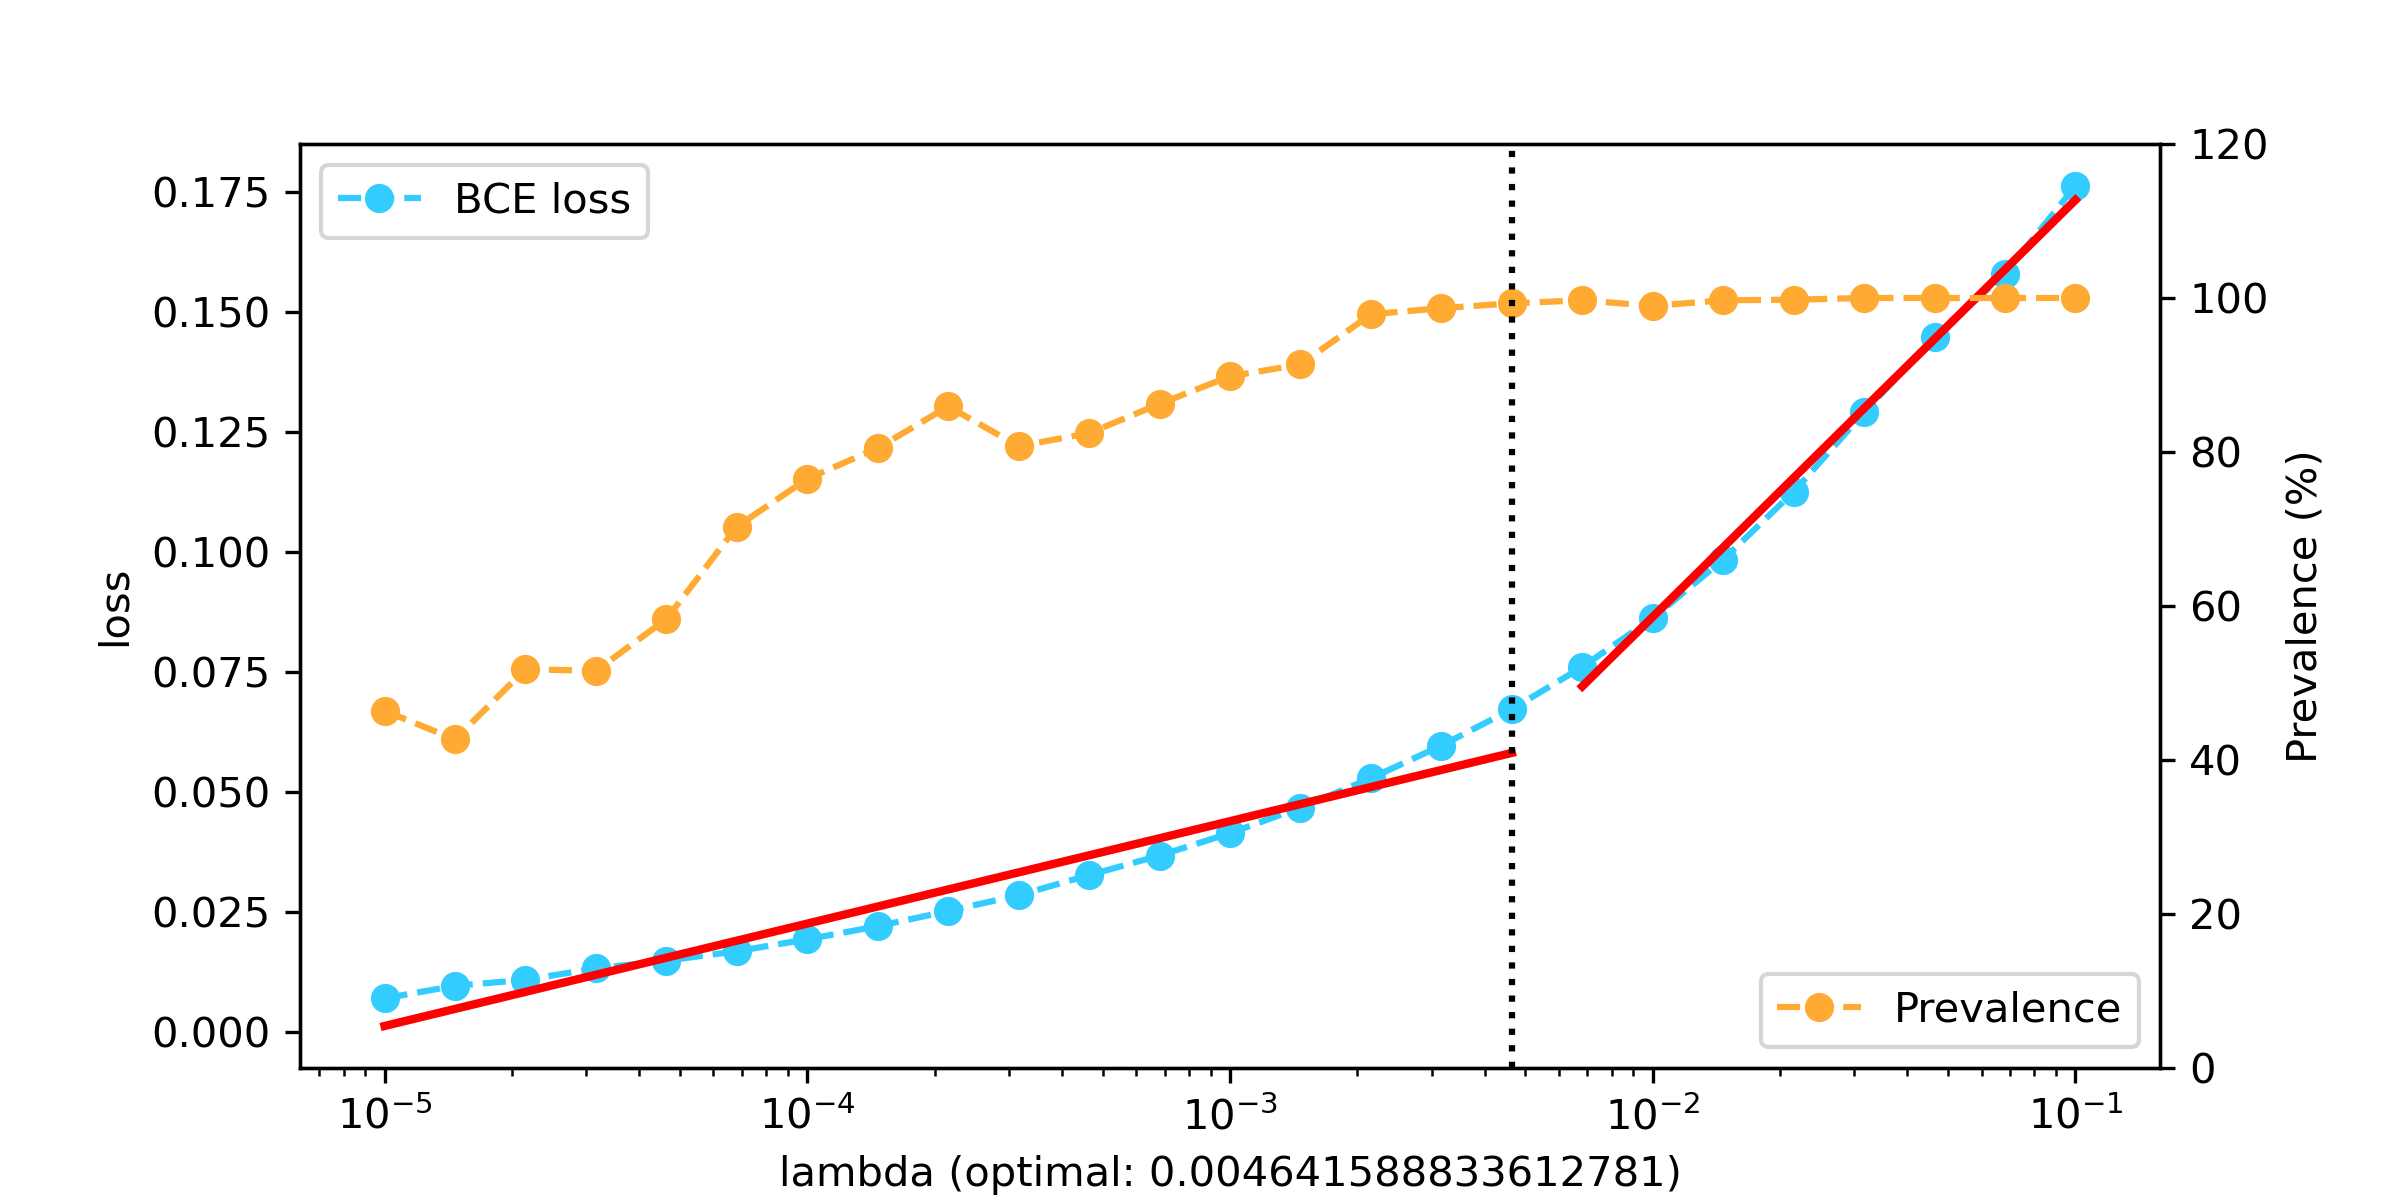 BCE loss
Prevalence
0.175
0.150
0.125
0.100
0.075
0.050
0.025
0.000
loss
120
100
80
60
40
20
0
Prevalence (%)
10⁻⁵ 10⁻⁴ 10⁻³ 10⁻² 10⁻¹
lambda (optimal: 0.004641588833612781)